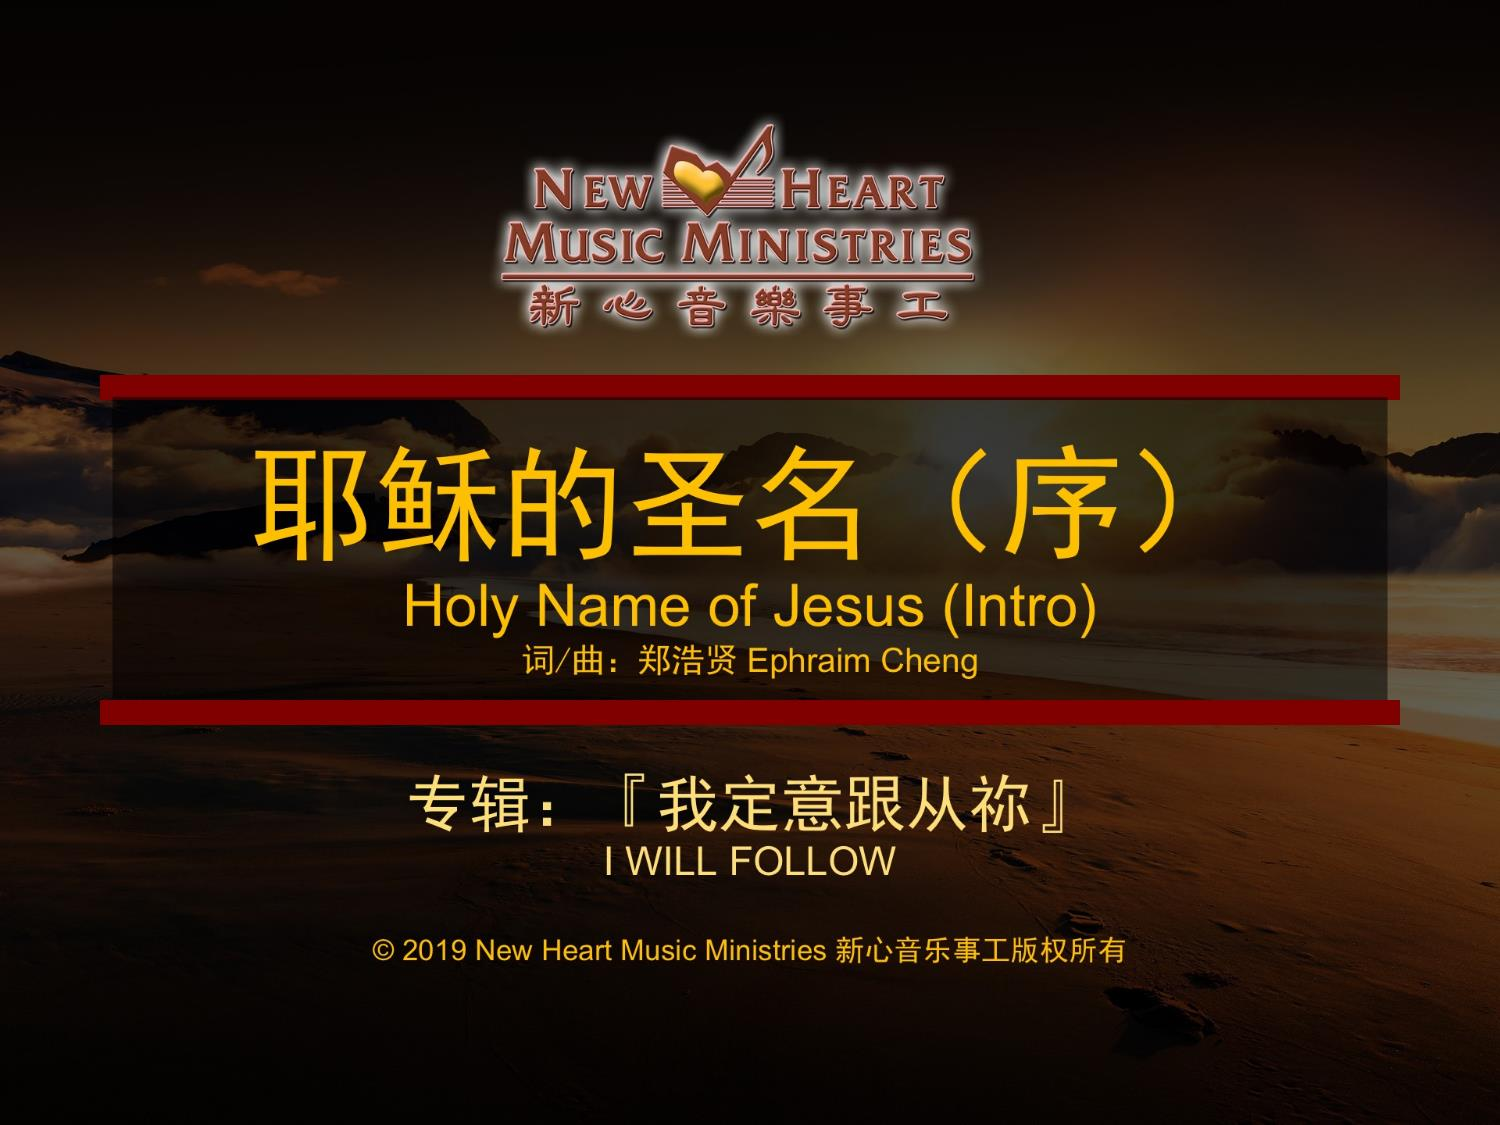 NEW HEART
MUSIC MINISTRIES
新心音樂事工
耶稣的圣名（序）
Holy Name of Jesus (Intro)
词/曲：郑浩贤 Ephraim Cheng
专辑：『我定意跟从祢』
I WILL FOLLOW
© 2019 New Heart Music Ministries 新心音乐事工版权所有